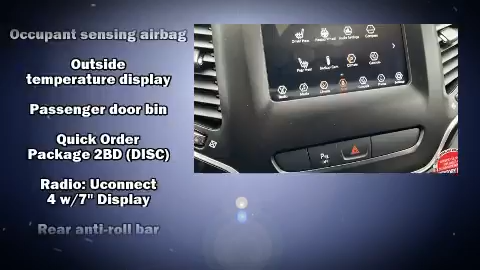 Occupant sensing airbag
Outside
temperature display
Passenger door bin
Quick Order
Package 2BD (DISC)
Radio: Uconnect
4 w/7" Display
Rear anti-roll bar